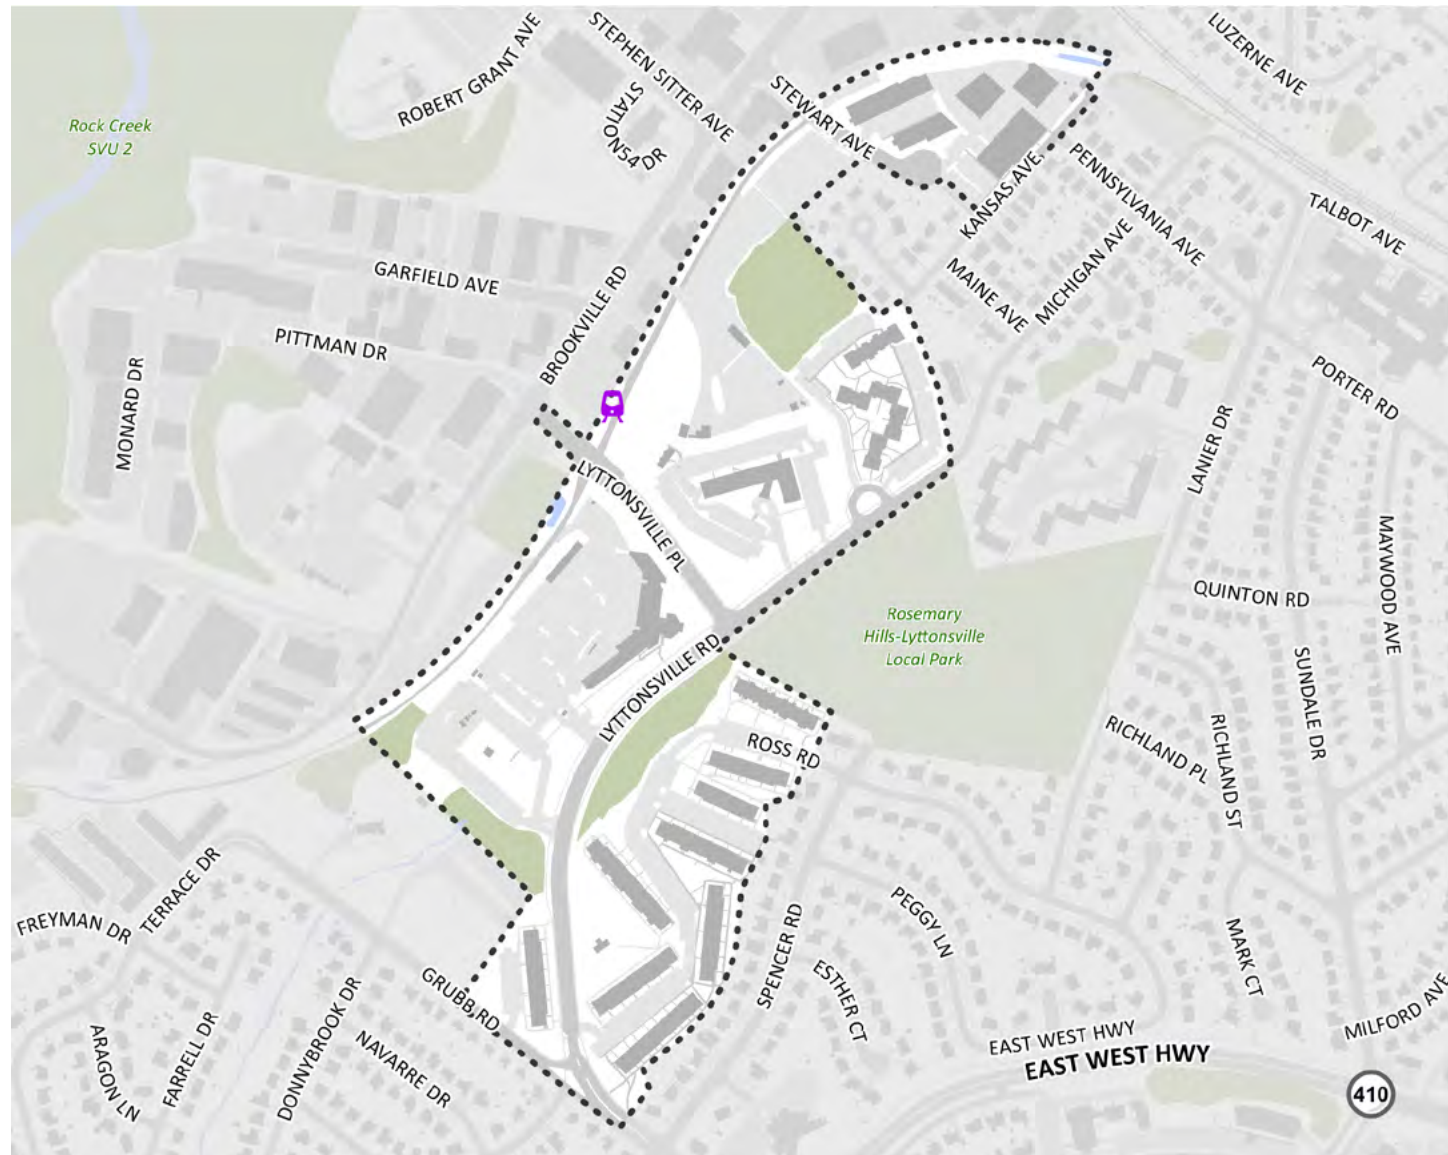 LUZERNE AVE
ROBERT GRANT AVE
STEPHEN SITTER AVE
STATION54 DR
STEWART AVE
Rock Creek
SVU 2
KANSAS AVE
PENNSYLVANIA AVE
TALBOT AVE
MICHIGAN AVE
MAINE AVE
GARFIELD AVE
BROOKVILLE RD
PITTMAN DR
MONARD DR
PORTER RD
LANIER DR
LYTTONSVILLE PL
MAYWOOD AVE
QUINTON RD
Rosemary
Hills-Lyttonsville
Local Park
LYTTONSVILLE RD
SUNDALE DR
ROSS RD
RICHLAND PL
RICHLAND ST
TERRACE DR
FREYMAN DR
PEGGY LN
SPENCER RD
MARK CT
ESTHER CT
GRUBB RD
DONNYBROOK DR
FARRELL DR
ARAGON LN
NAVARRE DR
MILFORD AVE
EAST WEST HWY
EAST WEST HWY
410